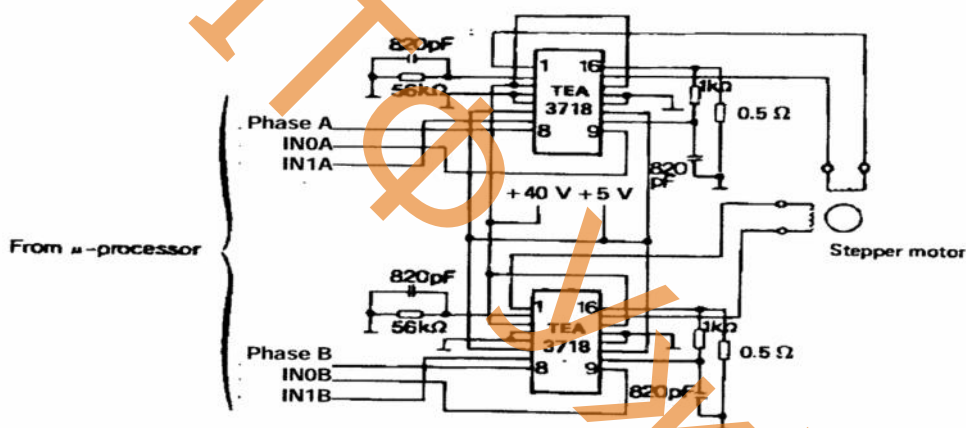 820pF
56kΩ
1 16
TEA
3718
8 9
1kΩ
0.5 Ω
820
pF
Phase A
IN0A
IN1A
+40 V +5 V
From μ-processor
Stepper motor
820pF
56kΩ
1 16
TEA
3718
8 9
1kΩ
0.5 Ω
820pF
Phase B
IN0B
IN1B